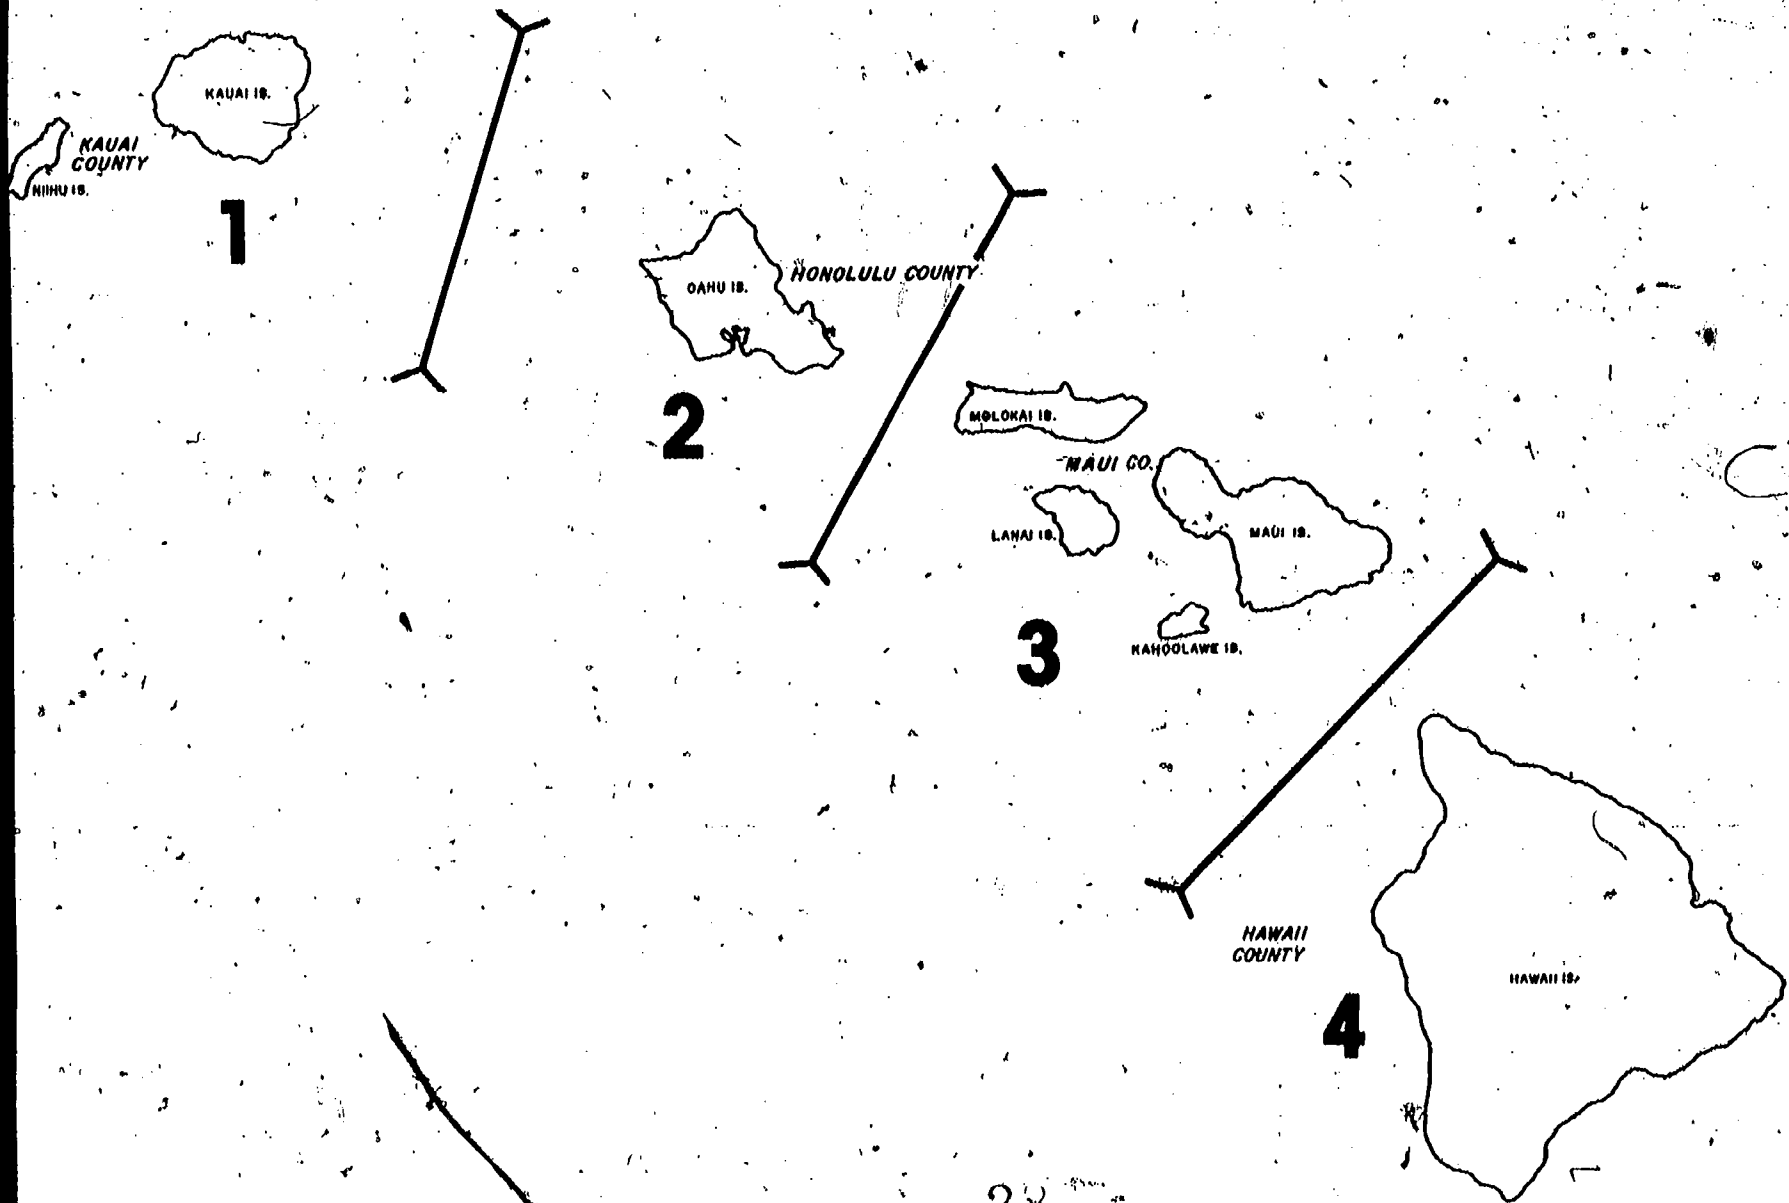 KAUAI IS.
KAUAI
COUNTY
NIIHU IS.
1
OAHU IS.
HONOLULU COUNTY
2
MOLOKAI IS.
MAUI CO.
LANAI IS.
MAUI IS.
KAHOOLAWE IS.
3
HAWAII
COUNTY
HAWAII IS.
4